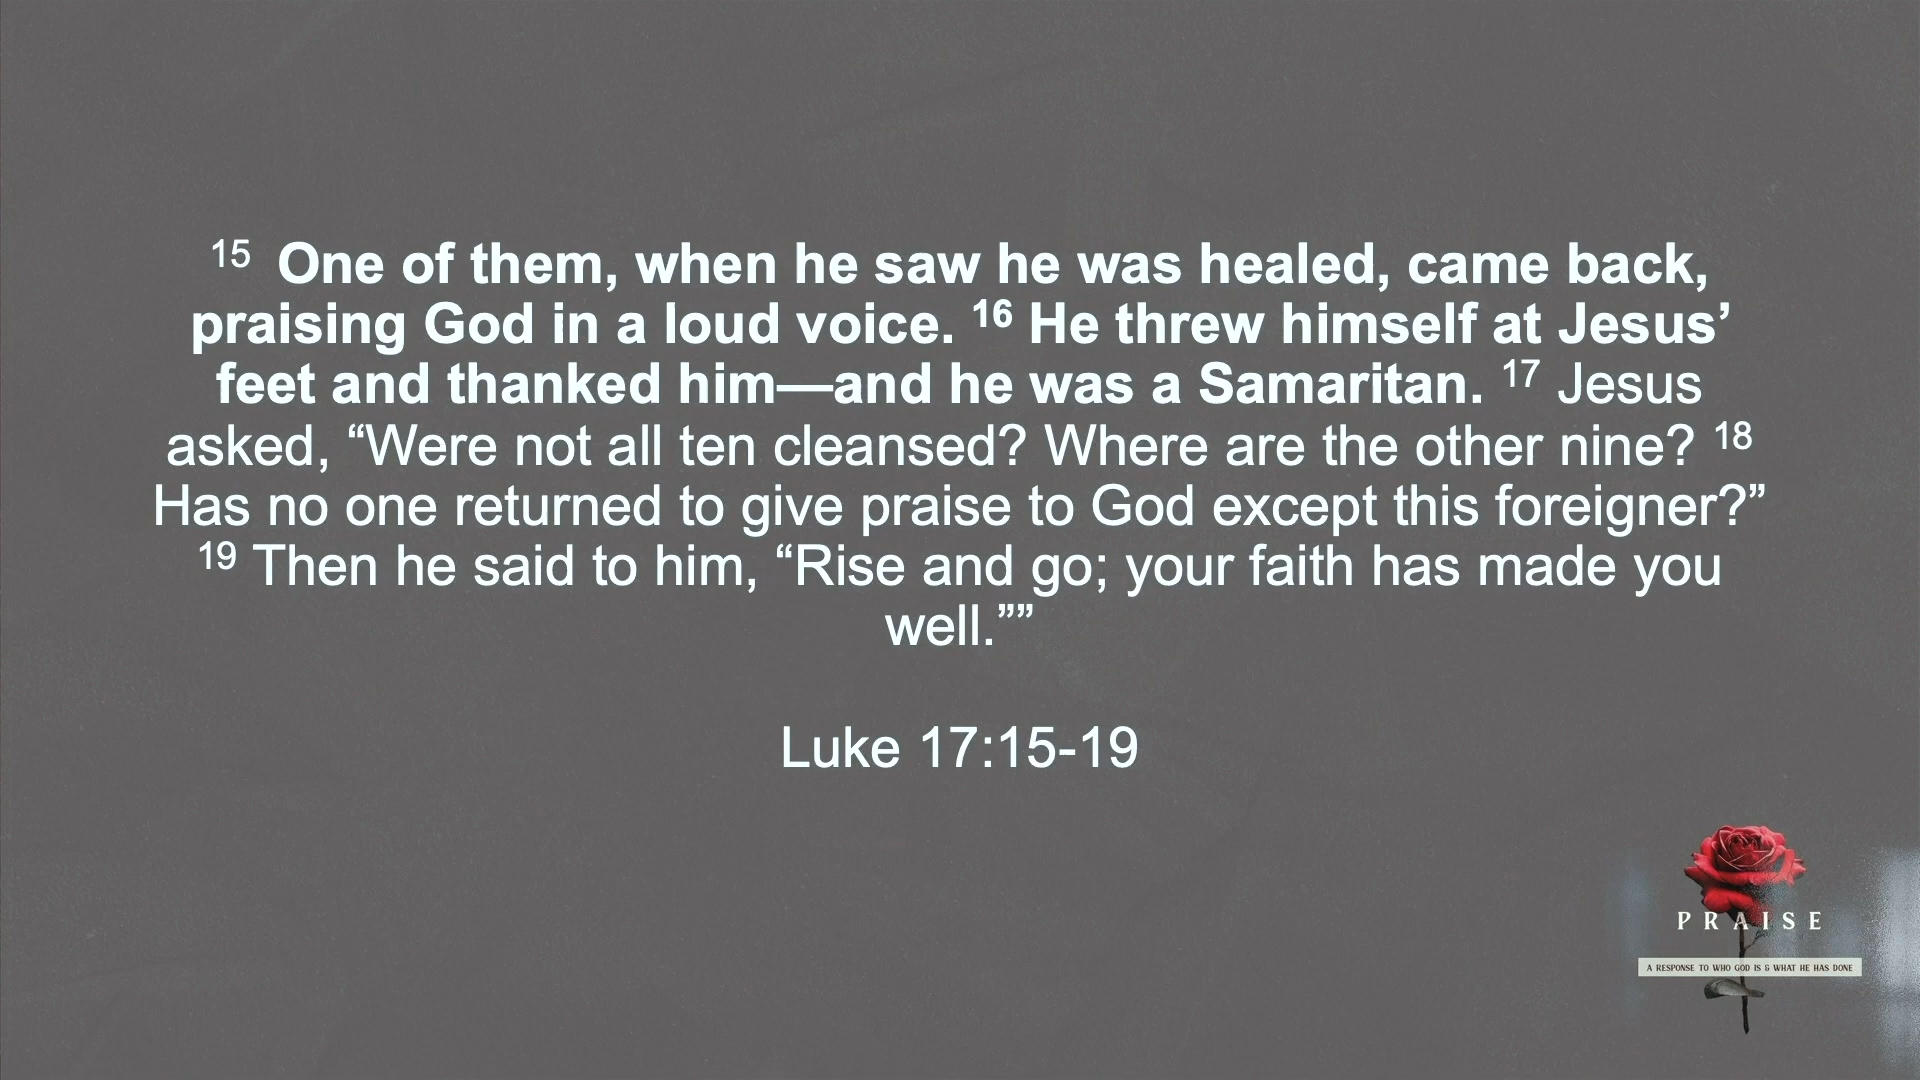 15 One of them, when he saw he was healed, came back,
praising God in a loud voice. 16 He threw himself at Jesus’
feet and thanked him—and he was a Samaritan. 17 Jesus
asked, “Were not all ten cleansed? Where are the other nine? 18
Has no one returned to give praise to God except this foreigner?”
19 Then he said to him, “Rise and go; your faith has made you
well.””
Luke 17:15-19
PRAISE
A RESPONSE TO WHO GOD IS & WHAT HE HAS DONE